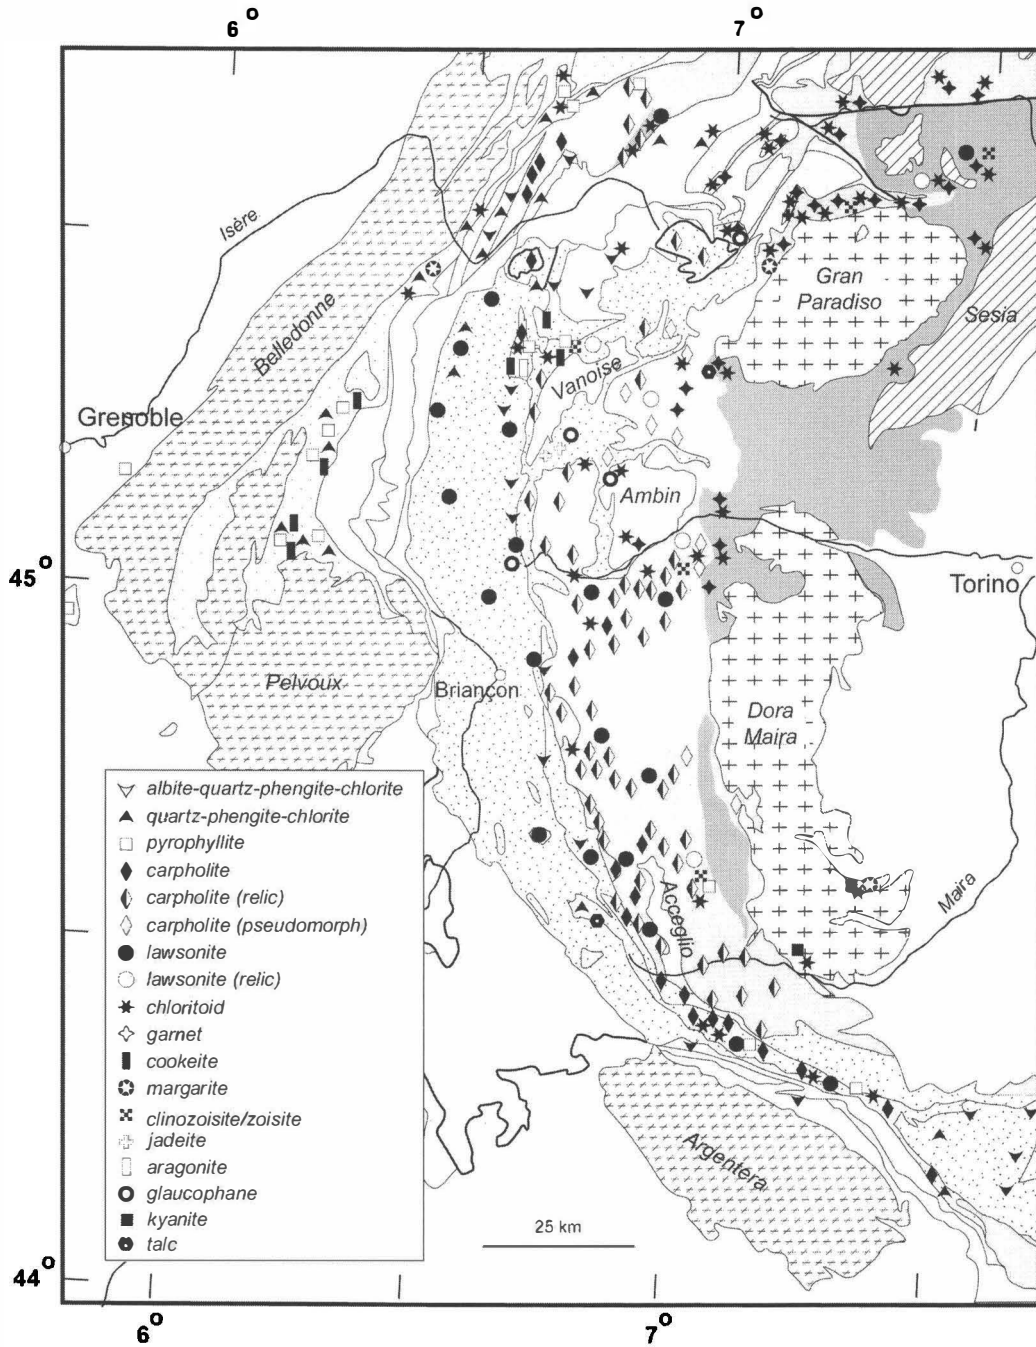 6°
7°
Isère
Gran
Paradiso
Sesia
Belledonne
Vanoise
Grenoble
Ambin
45°
Torino
Pelvoux
Briançon
Dora
Maira
albite-quartz-phengite-chlorite
quartz-phengite-chlorite
pyrophyllite
carpholite
carpholite (relic)
carpholite (pseudomorph)
lawsonite
lawsonite (relic)
chloritoid
garnet
cookeite
margarite
clinozoisite/zoisite
jadeite
aragonite
glaucophane
kyanite
talc
Acceglio
Maira
Argentera
25 km
44°
6°
7°